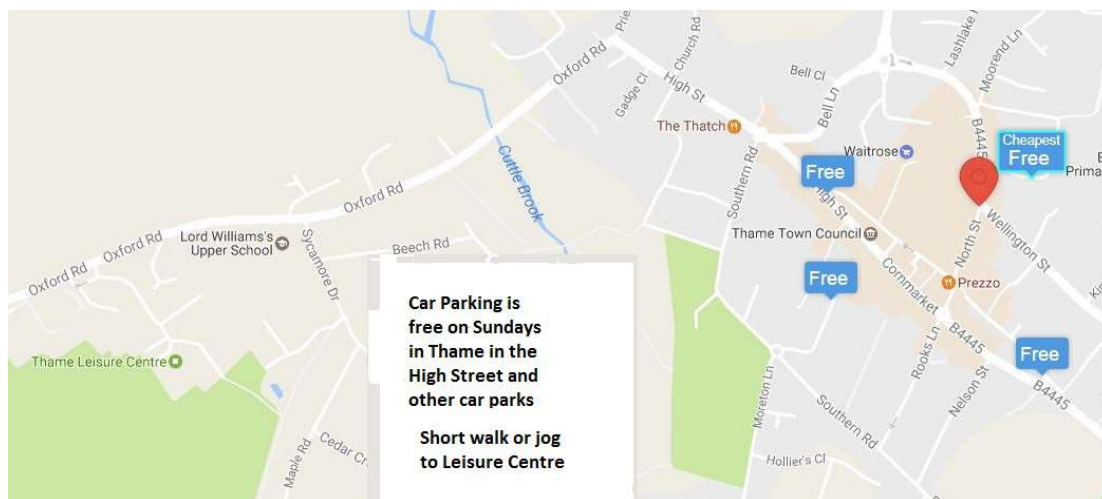 Oxford Rd
Church Rd
Gadge Cl
High St
Bell Cl
Bell Ln
Lashlake
Moorend Ln
B4445
The Thatch
Waitrose
Cheapest
Free
Free
Southern Rd
High St
Cuttle Brook
Oxford Rd
Thame Town Council
North St
Wellington St
Lord Williams's
Upper School
Sycamore Dr
Beech Rd
Oxford Rd
Oxford Rd
Cornmarket
Free
Prezzo
Car Parking is
free on Sundays
in Thame in the
High Street and
other car parks
Short walk or jog
to Leisure Centre
B4445
Rooks Ln
Free
Thame Leisure Centre
Moreton Ln
Nelson St
B4445
Southern Rd
Maple Rd
Cedar
Hollier's Cl